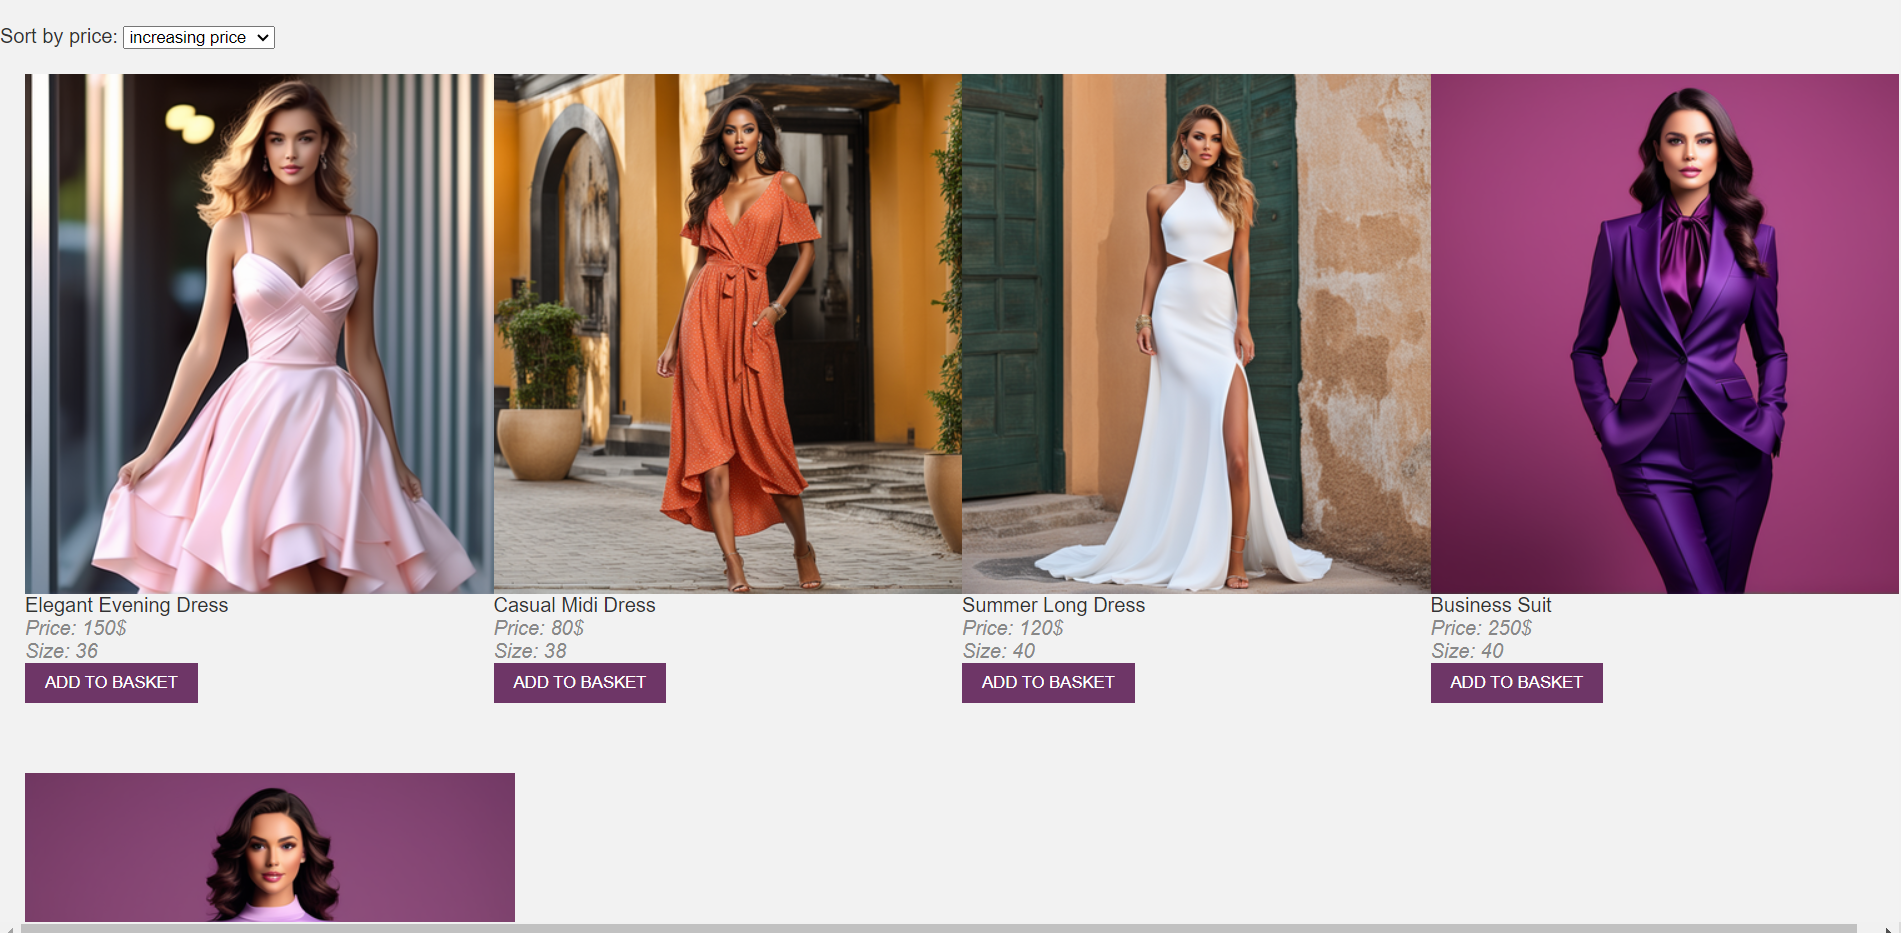 Sort by price: increasing price
Elegant Evening Dress
Price: 150$
Size: 36
ADD TO BASKET
Casual Midi Dress
Price: 80$
Size: 38
ADD TO BASKET
Summer Long Dress
Price: 120$
Size: 40
ADD TO BASKET
Business Suit
Price: 250$
Size: 40
ADD TO BASKET